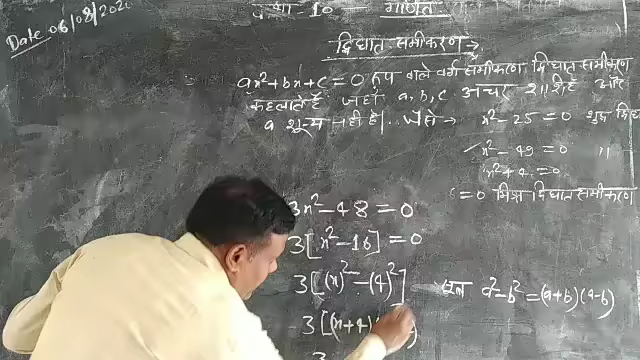 Date 06/08/202
कक्षा - 10 - गणित
द्विघात समीकरण →
ax²+bx+c=0 रूप वाले वर्ग समीकरण द्विघात समीकरण
कहलाते हैं जहाँ a, b, c अचर राशि हैं और
a शून्य नहीं है।
x² - 25 = 0 शुद्ध
x² - 49 = 0 "
=0 मिश्र द्विघात समीकरण
3x² - 48 = 0
3[x² - 16] = 0
3[(x)² - (4)²]
सूत्र a² - b² = (a+b)(a-b)
3[(x+4)
3